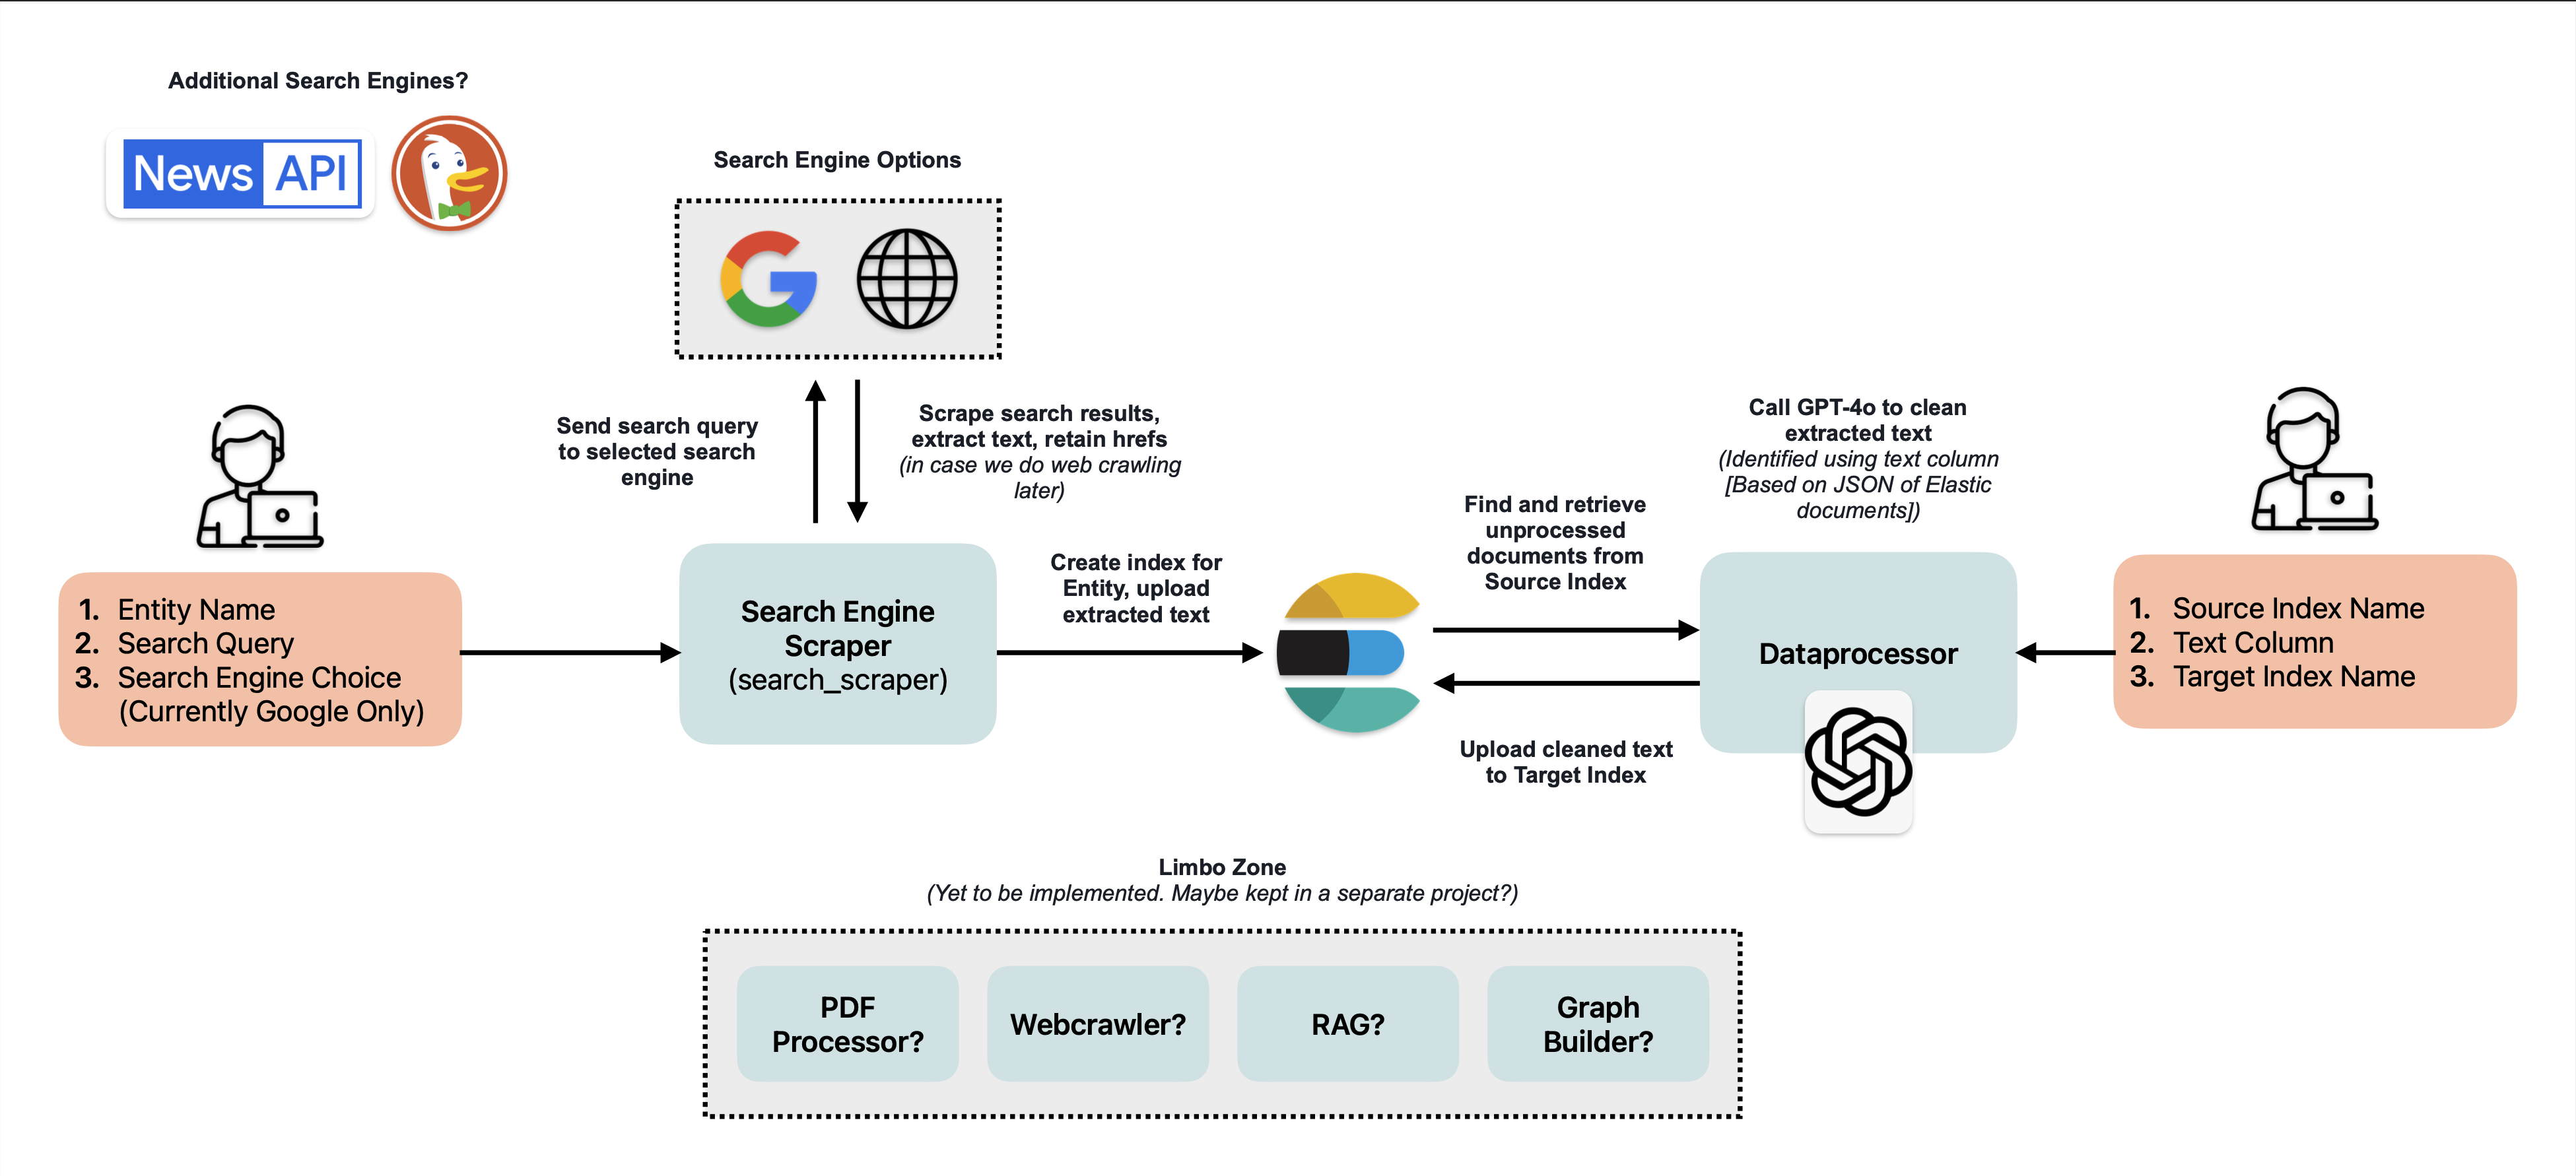 Additional Search Engines?
News API
Search Engine Options
Send search query
to selected search
engine
Scrape search results,
extract text, retain hrefs
(in case we do web crawling
later)
1. Entity Name
2. Search Query
3. Search Engine Choice
(Currently Google Only)
Search Engine
Scraper
(search_scraper)
Create index for
Entity, upload
extracted text
Find and retrieve
unprocessed
documents from
Source Index
Upload cleaned text
to Target Index
Call GPT-4o to clean
extracted text
(Identified using text column
[Based on JSON of Elastic
documents])
Dataprocessor
1. Source Index Name
2. Text Column
3. Target Index Name
Limbo Zone
(Yet to be implemented. Maybe kept in a separate project?)
PDF
Processor?
Webcrawler?
RAG?
Graph
Builder?